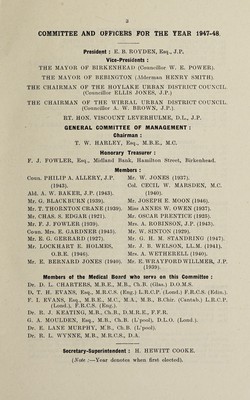 3
COMMITTEE AND OFFICERS FOR THE YEAR 1947-48.
President : E. B. ROYDEN, Esq., J.P.
Vice-Presidents :
THE MAYOR OF BIRKENHEAD (Councillor W. E. POWER).
THE MAYOR OF BEBINGTON (Alderman HENRY SMITH).
THE CHAIRMAN OF THE HOYLAKE URBAN DISTRICT COUNCIL.
(Councillor ELLIS JONES, J.P.)
THE CHAIRMAN OF THE WIRRAL URBAN DISTRICT COUNCIL.
(Councillor A. W. BROWN, J.P.).
RT. HON. VISCOUNT LEVERHULME, D.L., J.P.
GENERAL COMMITTEE OF MANAGEMENT :
Chairman :
T. W. HARLEY, Esq., M.B.E., M.C.
Honorary Treasurer :
F. J. FOWLER, Esq., Midland Bank, Hamilton Street, Birkenhead.
Members :
Coun. PHILIP A. ALLERY, J.P. (1943).
Ald. A. W. BAKER, J.P. (1943).
Mr. G. BLACKBURN (1939).
Mr. T. THORNTON CRANE (1939).
Mr. CHAS. S. EDGAR (1921).
Mr. F. J. FOWLER (1939).
Coun. Mrs. E. GARDNER (1943).
Mr. E. G. GERRARD (1927).
Mr. LOCKHART E. HOLMES, O.B.E. (1946).
Mr. E. BERNARD JONES (1940).
Mr. W. JONES (1937).
Col. CECIL W. MARSDEN, M.C. (1940).
Mr. JOSEPH E. MOON (1946).
Miss ANNES W. OWEN (1937).
Mr. OSCAR PRENTICE (1925).
Mrs. A. ROBINSON, J.P. (1943).
Mr. W. SINTON (1929).
Mr. G. H. M. STANDRING (1947).
Mr. J. R. WILSON, LL.M. (1941).
Mrs. A. WETHERELL (1940).
Mr. E. WRAYFORD WILLMER, J.P. (1939).
Members of the Medical Board who serve on this Committee :
Dr. D. L. CHARTERS, M.B.E., MB., Ch.B. (Glas.) D.O.M.S.
D. T. H. EVANS, Esq., M.R.C.S. (Eng.) L.R.C.P. (Lond.) F.R.C.S. (Edin.).
F. I. EVANS, Esq., M.B.E., M.C., M.A., M.B., B.Chir. (Cantab.) L.R.C.P. (Lond.), F.R.C.S. (Eng.).
Dr. R. J. KEATING, M.B., Ch.B., D.M.R.E., F.F.R.
G. A. MOULDEN, Esq., M.B., Ch.B. (L'pool), D.L.O. (Lond.).
Dr. E. LANE MURPHY, M.B., Ch.B. (L'pool).
Dr. E. L. WYNNE, M.B., M.R.C.S., D.A.
Secretary-Superintendent : H. HEWITT COOKE.
(Note :—Year denotes when first elected).